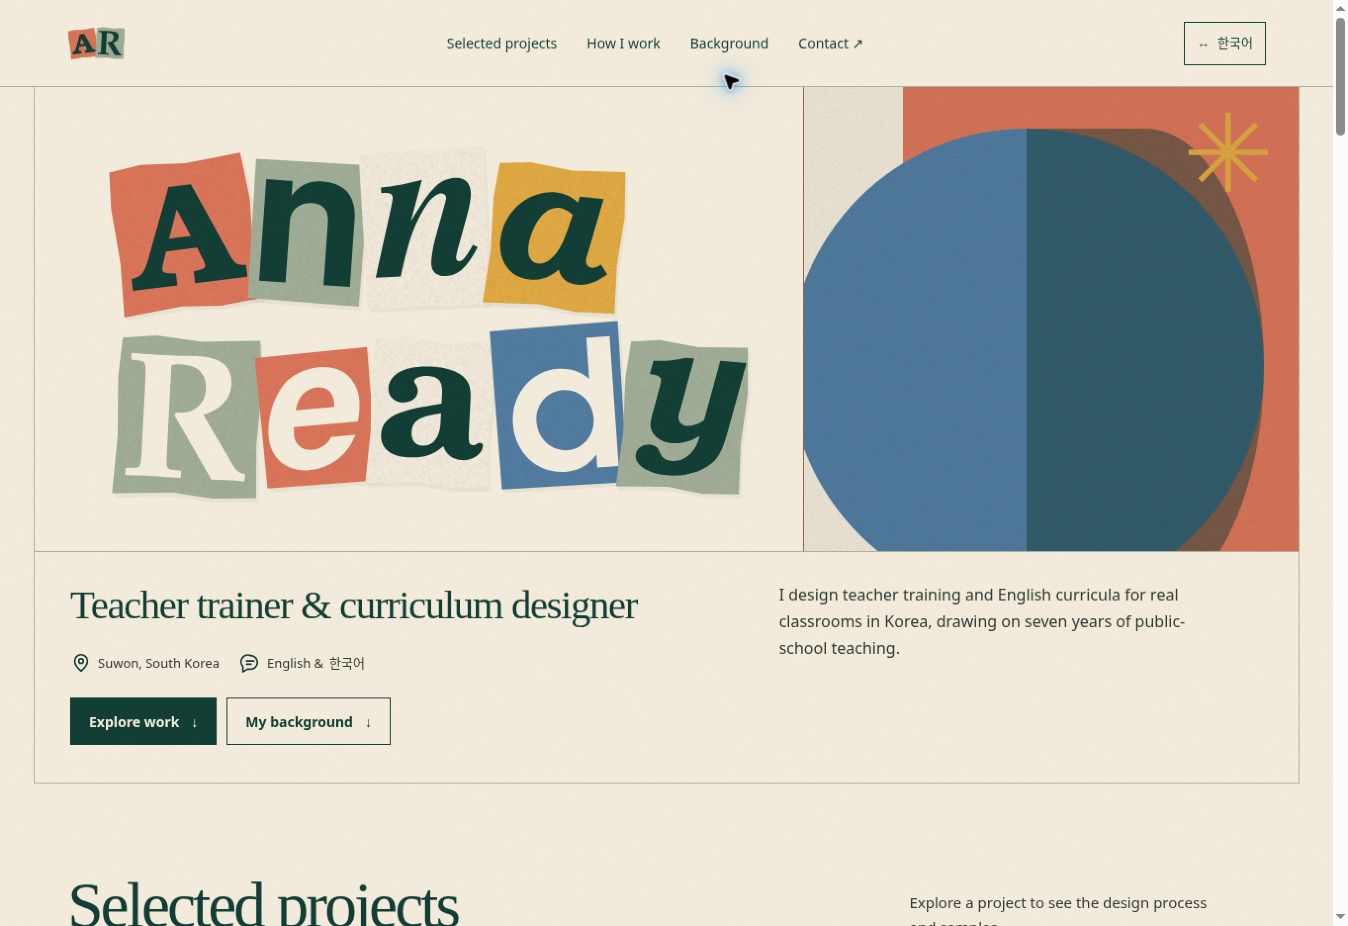 AR
Selected projects
How I work
Background
Contact ↗
↔ 한국어
Anna
Ready
Teacher trainer & curriculum designer
Suwon, South Korea
English & 한국어
Explore work ↓
My background ↓
I design teacher training and English curricula for real
classrooms in Korea, drawing on seven years of public-
school teaching.
Selected projects
Explore a project to see the design process
and samples.